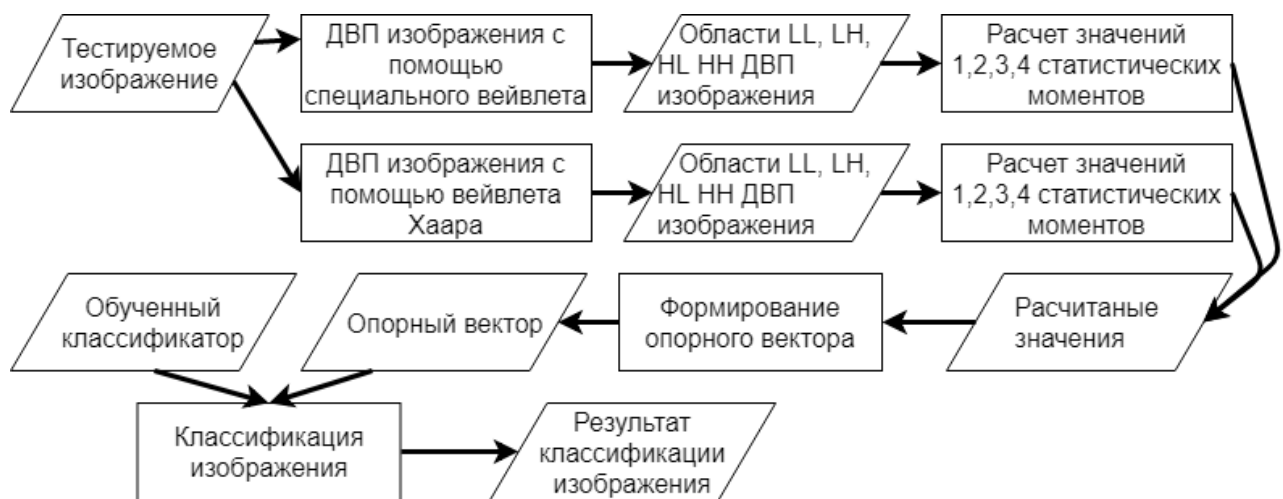 Тестируемое
изображение
ДВП изображения с
помощью
специального вейвлета
Области LL, LH,
HL HH ДВП
изображения
Расчет значений
1,2,3,4 статистических
моментов
ДВП изображения с
помощью вейвлета
Хаара
Области LL, LH,
HL HH ДВП
изображения
Расчет значений
1,2,3,4 статистических
моментов
Обученный
классификатор
Опорный вектор
Формирование
опорного вектора
Расчитаные
значения
Классификация
изображения
Результат
классификации
изображения